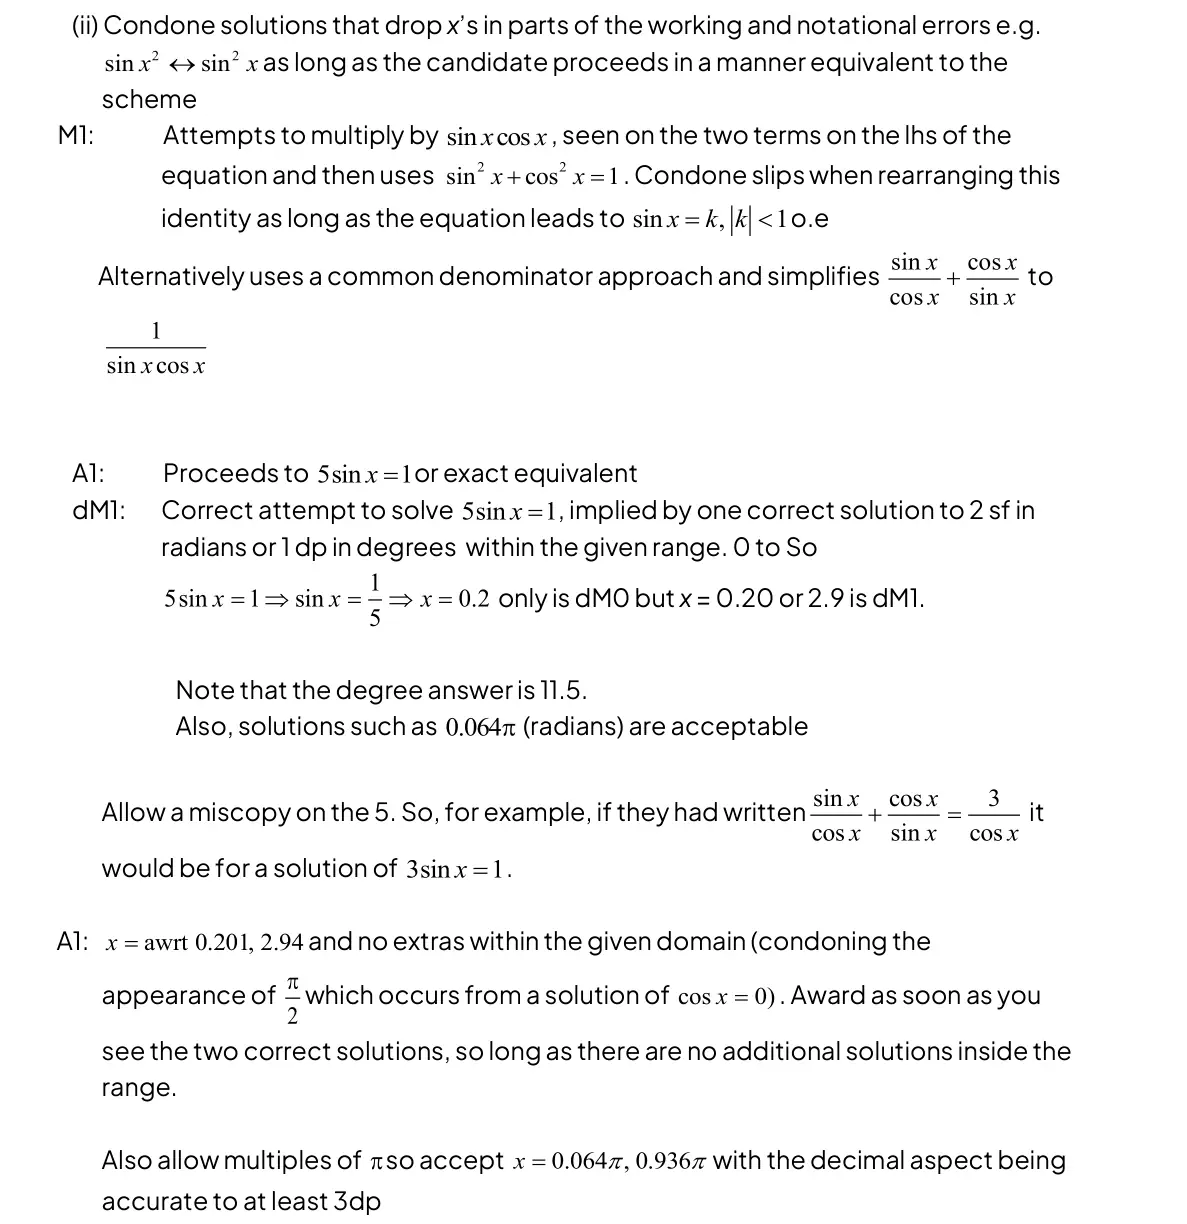 (ii) Condone solutions that drop x's in parts of the working and notational errors e.g.
sin x² ↔ sin² x as long as the candidate proceeds in a manner equivalent to the
scheme
M1: Attempts to multiply by sin x cos x, seen on the two terms on the lhs of the
equation and then uses sin² x + cos² x = 1. Condone slips when rearranging this
identity as long as the equation leads to sin x = k, |k| < 1 o.e
Alternatively uses a common denominator approach and simplifies sin x/cos x + cos x/sin x to
1/sin x cos x
A1: Proceeds to 5sin x = 1 or exact equivalent
dM1: Correct attempt to solve 5sin x = 1, implied by one correct solution to 2 sf in
radians or 1 dp in degrees within the given range. 0 to So
5sin x = 1 ⇒ sin x = 1/5 ⇒ x = 0.2 only is dM0 but x = 0.20 or 2.9 is dM1.
Note that the degree answer is 11.5.
Also, solutions such as 0.064π (radians) are acceptable
Allow a miscopy on the 5. So, for example, if they had written sin x/cos x + cos x/sin x = 3/cos x it
would be for a solution of 3sin x = 1.
A1: x = awrt 0.201, 2.94 and no extras within the given domain (condoning the
appearance of π/2 which occurs from a solution of cos x = 0). Award as soon as you
see the two correct solutions, so long as there are no additional solutions inside the
range.
Also allow multiples of π so accept x = 0.064π, 0.936π with the decimal aspect being
accurate to at least 3dp